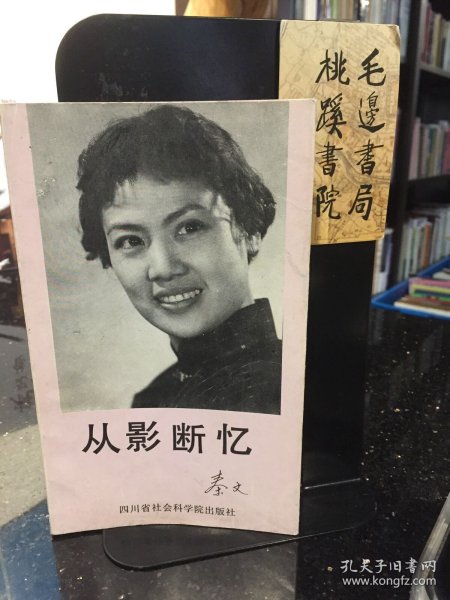 毛邊書局
桃蹊書院
从影断忆
秦文
四川省社会科学院出版社
孔夫子旧书网
www.kongfz.com